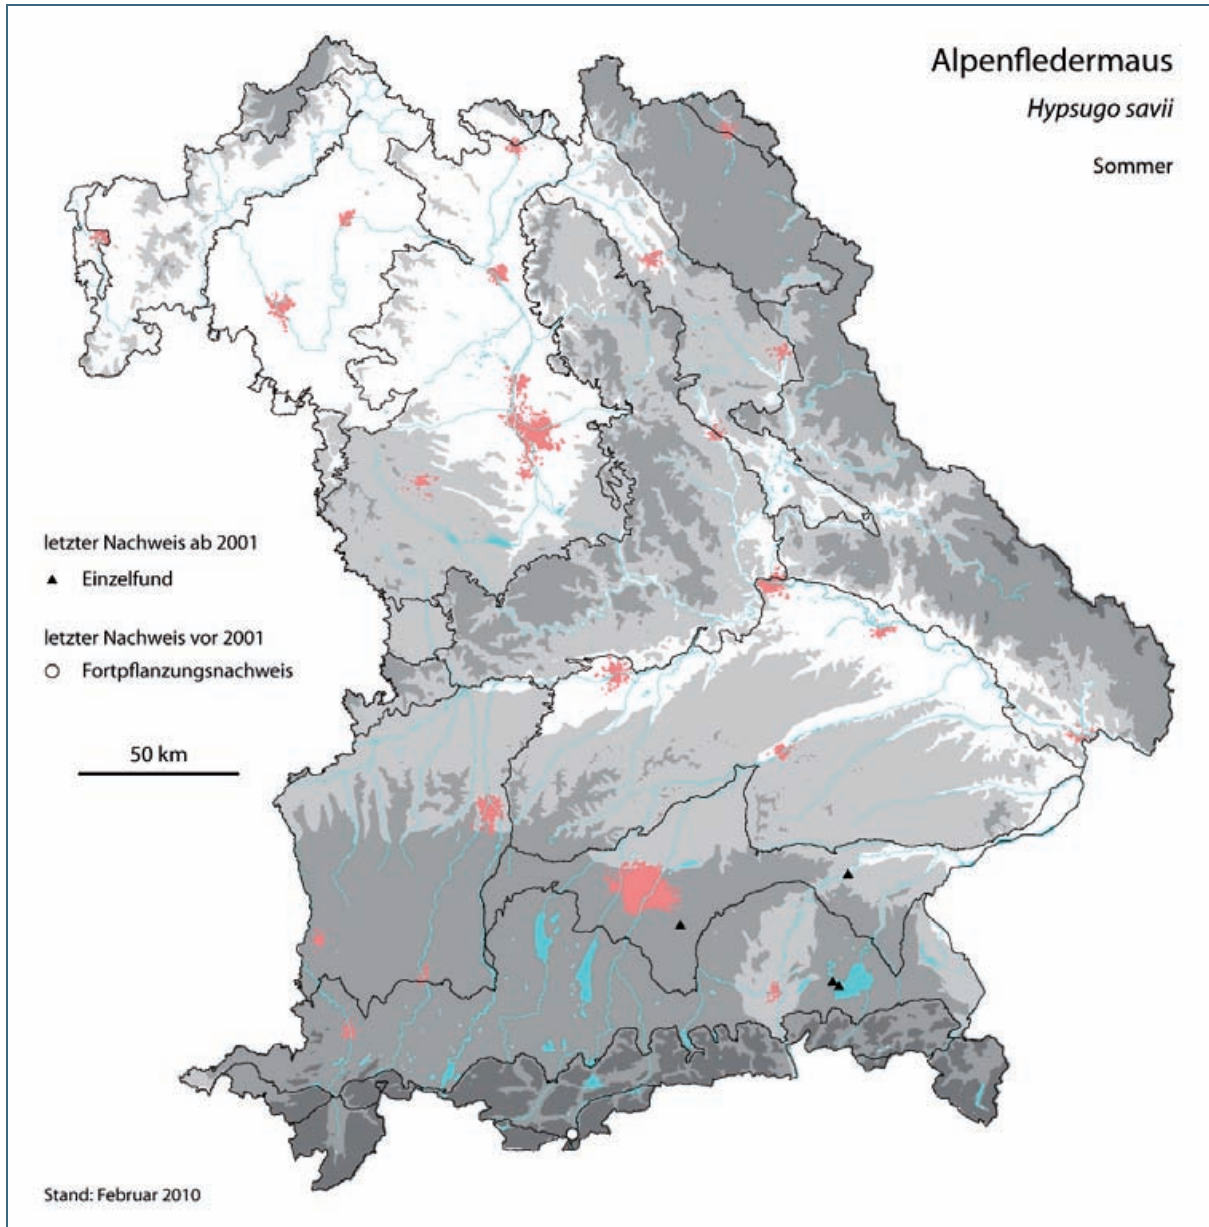 Alpenfledermaus
Hypsugo savii
Sommer
letzter Nachweis ab 2001
Einzelfund
letzter Nachweis vor 2001
Fortpflanzungsnachweis
50 km
Stand: Februar 2010